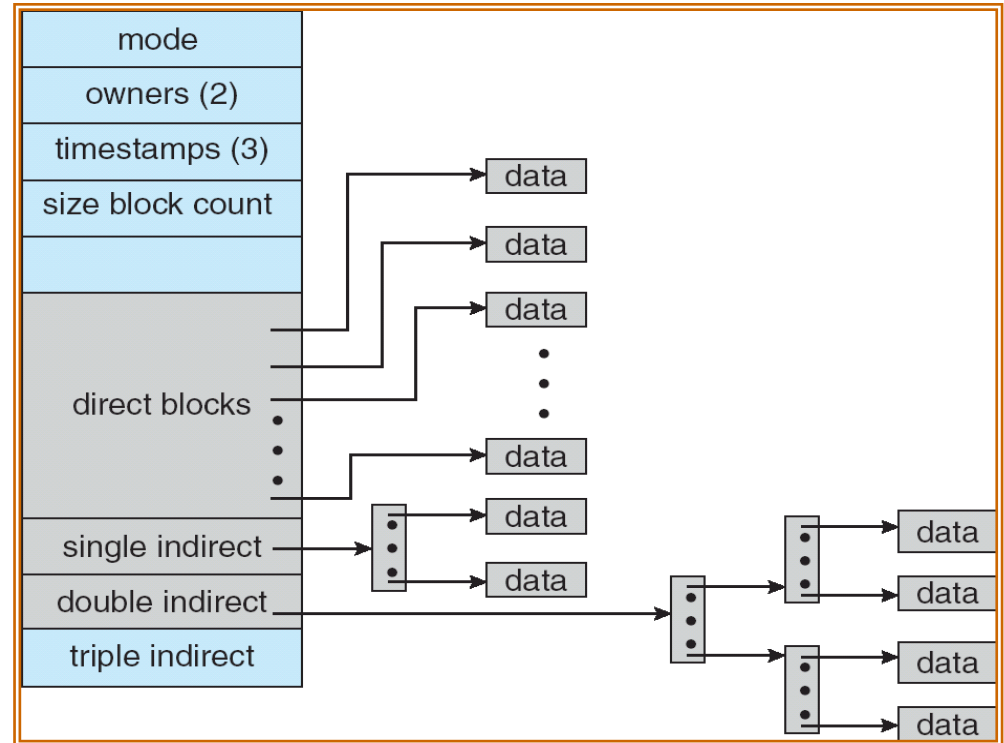 mode
owners (2)
timestamps (3)
size block count
direct blocks
single indirect
double indirect
triple indirect
data
data
data
data
data
data
data
data
data
data